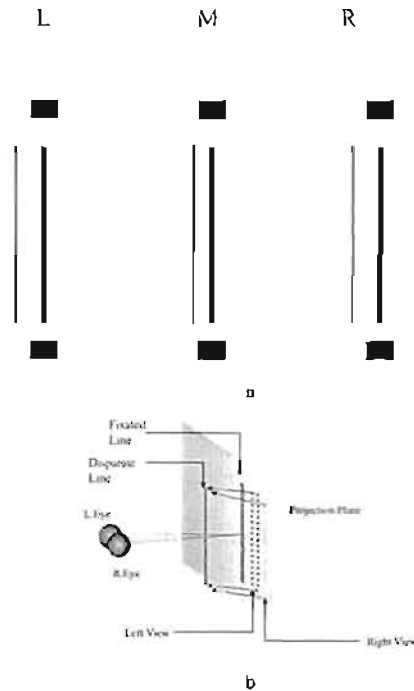 L M R
a
Fixated
Line
Disparate
Line
Projection Plane
L Eye
R Eye
Left View
Right View
b